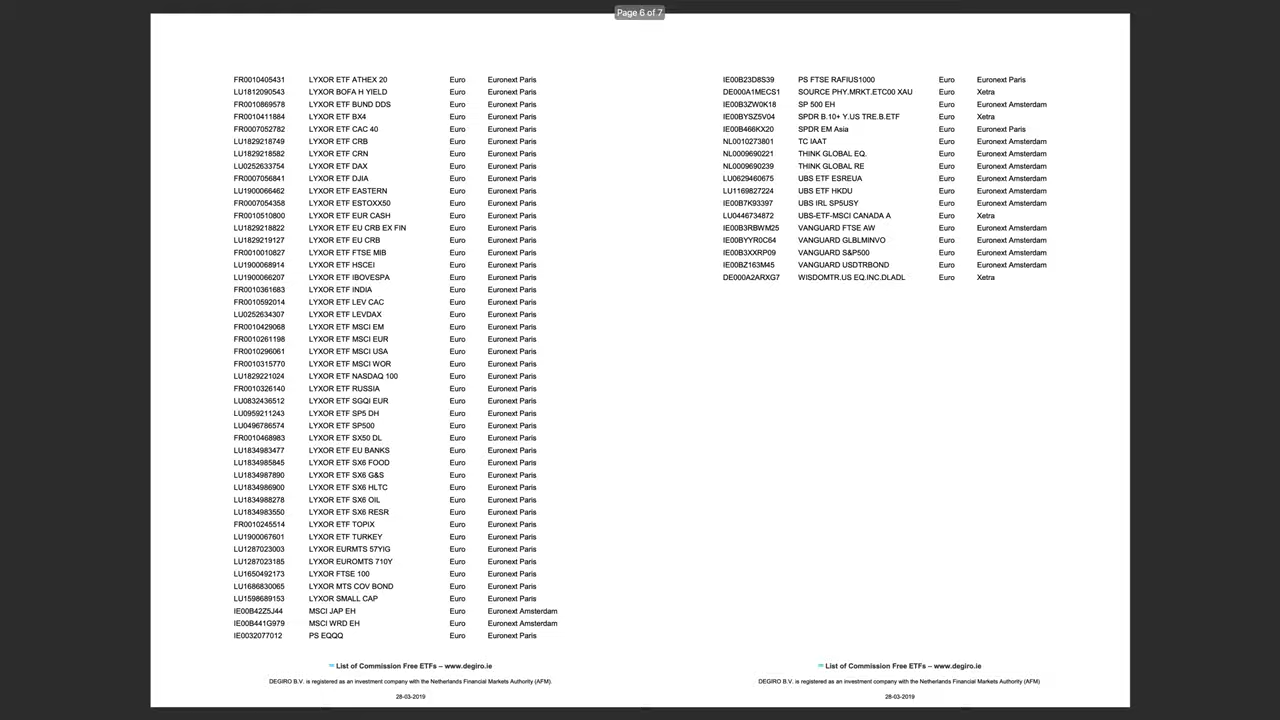 Page 6 of 7
FR0010405431 LYXOR ETF ATHEX 20 Euro Euronext Paris
LU1812090543 LYXOR BOFA H YIELD Euro Euronext Paris
FR0010869578 LYXOR ETF BUND DDS Euro Euronext Paris
FR0010411884 LYXOR ETF BX4 Euro Euronext Paris
FR0007052782 LYXOR ETF CAC 40 Euro Euronext Paris
LU1829218749 LYXOR ETF CRB Euro Euronext Paris
LU1829218582 LYXOR ETF CRN Euro Euronext Paris
LU0252633754 LYXOR ETF DAX Euro Euronext Paris
FR0007056841 LYXOR ETF DJIA Euro Euronext Paris
LU1900066462 LYXOR ETF EASTERN Euro Euronext Paris
FR0007054358 LYXOR ETF ESTOXX50 Euro Euronext Paris
FR0010510800 LYXOR ETF EUR CASH Euro Euronext Paris
LU1829218822 LYXOR ETF EU CRB EX FIN Euro Euronext Paris
LU1829219127 LYXOR ETF EU CRB Euro Euronext Paris
FR0010010827 LYXOR ETF FTSE MIB Euro Euronext Paris
LU1900068914 LYXOR ETF HSCEI Euro Euronext Paris
LU1900066207 LYXOR ETF IBOVESPA Euro Euronext Paris
FR0010361683 LYXOR ETF INDIA Euro Euronext Paris
FR0010592014 LYXOR ETF LEV CAC Euro Euronext Paris
LU0252634307 LYXOR ETF LEVDAX Euro Euronext Paris
FR0010429068 LYXOR ETF MSCI EM Euro Euronext Paris
FR0010261198 LYXOR ETF MSCI EUR Euro Euronext Paris
FR0010296061 LYXOR ETF MSCI USA Euro Euronext Paris
FR0010315770 LYXOR ETF MSCI WOR Euro Euronext Paris
LU1829221024 LYXOR ETF NASDAQ 100 Euro Euronext Paris
FR0010326140 LYXOR ETF RUSSIA Euro Euronext Paris
LU0832436512 LYXOR ETF SGQI EUR Euro Euronext Paris
LU0959211243 LYXOR ETF SP5 DH Euro Euronext Paris
LU0496786574 LYXOR ETF SP500 Euro Euronext Paris
FR0010468983 LYXOR ETF SX50 DL Euro Euronext Paris
LU1834983477 LYXOR ETF EU BANKS Euro Euronext Paris
LU1834985845 LYXOR ETF SX6 FOOD Euro Euronext Paris
LU1834987890 LYXOR ETF SX6 G&S Euro Euronext Paris
LU1834986900 LYXOR ETF SX6 HLTC Euro Euronext Paris
LU1834988278 LYXOR ETF SX6 OIL Euro Euronext Paris
LU1834983550 LYXOR ETF SX6 RESR Euro Euronext Paris
FR0010245514 LYXOR ETF TOPIX Euro Euronext Paris
LU1900067601 LYXOR ETF TURKEY Euro Euronext Paris
LU1287023003 LYXOR EURMTS 57YIG Euro Euronext Paris
LU1287023185 LYXOR EUROMTS 710Y Euro Euronext Paris
LU1650492173 LYXOR FTSE 100 Euro Euronext Paris
LU1686830065 LYXOR MTS COV BOND Euro Euronext Paris
LU1598689153 LYXOR SMALL CAP Euro Euronext Paris
IE00B42Z5J44 MSCI JAP EH Euro Euronext Amsterdam
IE00B441G979 MSCI WRD EH Euro Euronext Amsterdam
IE0032077012 PS EQQQ Euro Euronext Paris
List of Commission Free ETFs – www.degiro.ie
DEGIRO B.V. is registered as an investment company with the Netherlands Financial Markets Authority (AFM).
28-03-2019
IE00B23D8S39 PS FTSE RAFIUS1000 Euro Euronext Paris
DE000A1MECS1 SOURCE PHY.MRKT.ETC00 XAU Euro Xetra
IE00B3ZW0K18 SP 500 EH Euro Euronext Amsterdam
IE00BYSZ5V04 SPDR B.10+ Y.US TRE.B.ETF Euro Xetra
IE00B466KX20 SPDR EM Asia Euro Euronext Paris
NL0010273801 TC IAAT Euro Euronext Amsterdam
NL0009690221 THINK GLOBAL EQ. Euro Euronext Amsterdam
NL0009690239 THINK GLOBAL RE Euro Euronext Amsterdam
LU0629460675 UBS ETF ESREUA Euro Euronext Amsterdam
LU1169827224 UBS ETF HKDU Euro Euronext Amsterdam
IE00B7K93397 UBS IRL SP5USY Euro Euronext Amsterdam
LU0446734872 UBS-ETF-MSCI CANADA A Euro Xetra
IE00B3RBWM25 VANGUARD FTSE AW Euro Euronext Amsterdam
IE00BYYR0C64 VANGUARD GLBLMINVO Euro Euronext Amsterdam
IE00B3XXRP09 VANGUARD S&P500 Euro Euronext Amsterdam
IE00BZ163M45 VANGUARD USDTRBOND Euro Euronext Amsterdam
DE000A2ARXG7 WISDOMTR.US EQ.INC.DLADL Euro Xetra
List of Commission Free ETFs – www.degiro.ie
DEGIRO B.V. is registered as an investment company with the Netherlands Financial Markets Authority (AFM)
28-03-2019